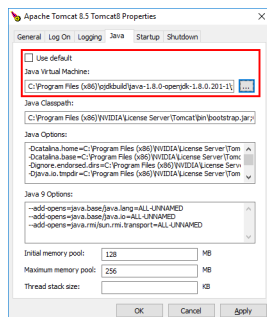 Apache Tomcat 8.5 Tomcat8 Properties
General Log On Logging Java Startup Shutdown
Use default
Java Virtual Machine:
C:\Program Files (x86)\ojdkbuild\java-1.8.0-openjdk-1.8.0.201-1\j
...
Java Classpath:
C:\Program Files (x86)\NVIDIA\License Server\Tomcat\bin\bootstrap.jar;
Java Options:
-Dcatalina.home=C:\Program Files (x86)\NVIDIA\License Server\Tom
-Dcatalina.base=C:\Program Files (x86)\NVIDIA\License Server\Tomc
-Dignore.endorsed.dirs=C:\Program Files (x86)\NVIDIA\License Serv
-Djava.io.tmpdir=C:\Program Files (x86)\NVIDIA\License Server\Tom
Java 9 Options:
--add-opens=java.base/java.lang=ALL-UNNAMED
--add-opens=java.base/java.io=ALL-UNNAMED
--add-opens=java.rmi/sun.rmi.transport=ALL-UNNAMED
Initial memory pool: 128 MB
Maximum memory pool: 256 MB
Thread stack size: KB
OK Cancel Apply